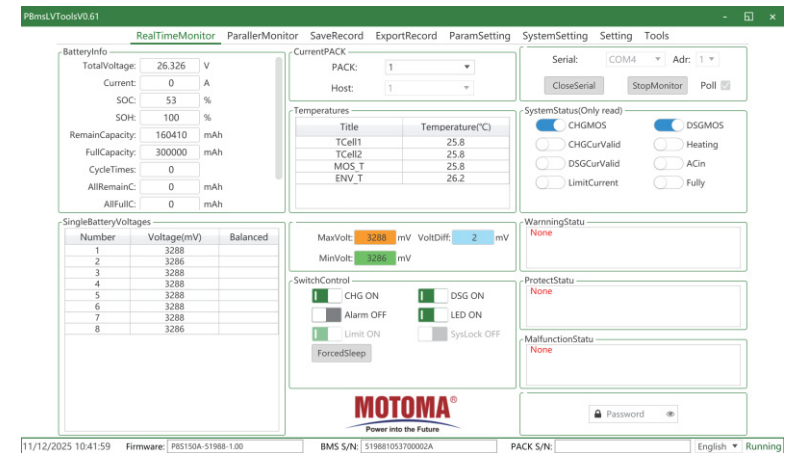 PBmsLVToolsV0.61
RealTimeMonitor ParallerMonitor SaveRecord ExportRecord ParamSetting SystemSetting Setting Tools
BatteryInfo
TotalVoltage: 26.326 V
Current: 0 A
SOC: 53 %
SOH: 100 %
RemainCapacity: 160410 mAh
FullCapacity: 300000 mAh
CycleTimes: 0
AllRemainC: 0 mAh
AllFullC: 0 mAh
CurrentPACK
PACK: 1
Host: 1
Serial: COM4 Adr: 1
CloseSerial StopMonitor Poll
Temperatures
Title Temperature(℃)
TCell1 25.8
TCell2 25.8
MOS_T 25.8
ENV_T 26.2
SystemStatus(Only read)
CHGMOS DSGMOS
CHGCurValid Heating
DSGCurValid ACin
LimitCurrent Fully
SingleBatteryVoltages
Number Voltage(mV) Balanced
1 3288
2 3286
3 3288
4 3288
5 3288
6 3288
7 3288
8 3286
MaxVolt: 3288 mV VoltDiff: 2 mV
MinVolt: 3286 mV
SwitchControl
CHG ON DSG ON
Alarm OFF LED ON
Limit ON SysLock OFF
ForcedSleep
WarnningStatu
None
ProtectStatu
None
MalfunctionStatu
None
MOTOMA®
Power into the Future
Password
11/12/2025 10:41:59 Firmware: P8S150A-51988-1.00 BMS S/N: 519881053700002A PACK S/N: English Running